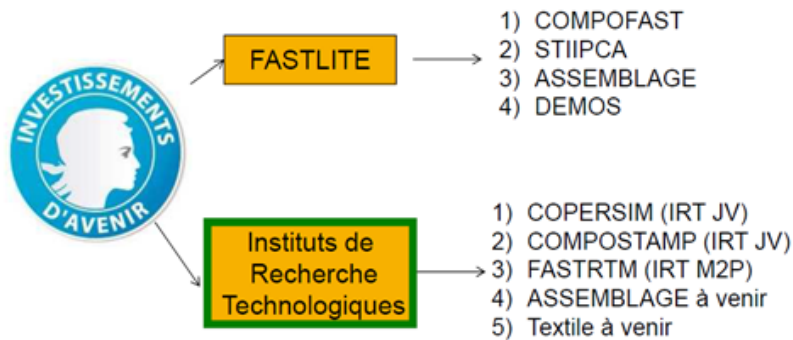 INVESTISSEMENTS
D'AVENIR
FASTLITE
1) COMPOFAST
2) STIIPCA
3) ASSEMBLAGE
4) DEMOS
Instituts de
Recherche
Technologiques
1) COPERSIM (IRT JV)
2) COMPOSTAMP (IRT JV)
3) FASTRTM (IRT M2P)
4) ASSEMBLAGE à venir
5) Textile à venir